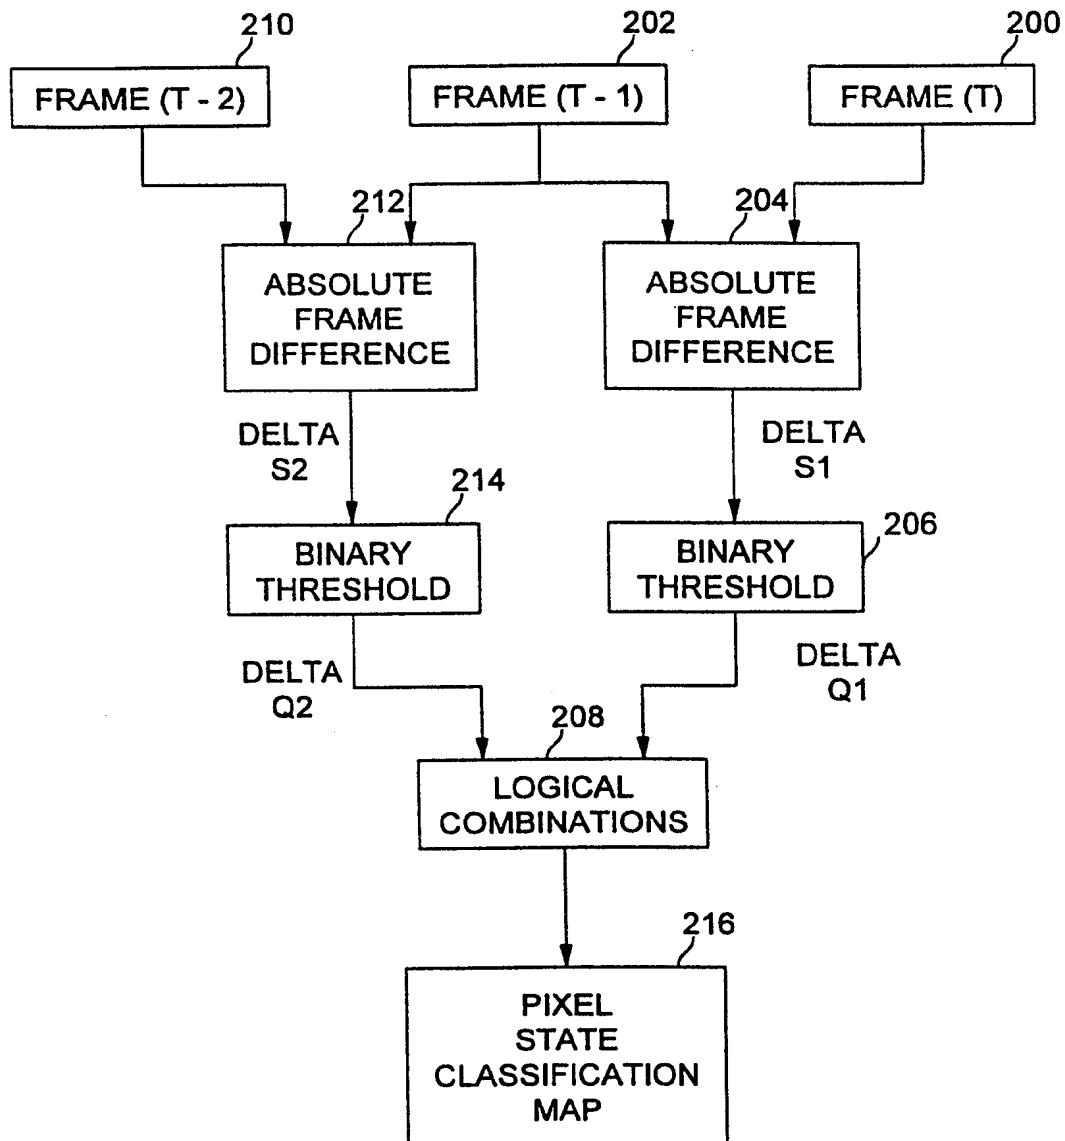 210
202
200
FRAME (T - 2)
FRAME (T - 1)
FRAME (T)
212
204
ABSOLUTE
FRAME
DIFFERENCE
ABSOLUTE
FRAME
DIFFERENCE
DELTA
S2
DELTA
S1
214
206
BINARY
THRESHOLD
BINARY
THRESHOLD
DELTA
Q2
DELTA
Q1
208
LOGICAL
COMBINATIONS
216
PIXEL
STATE
CLASSIFICATION
MAP